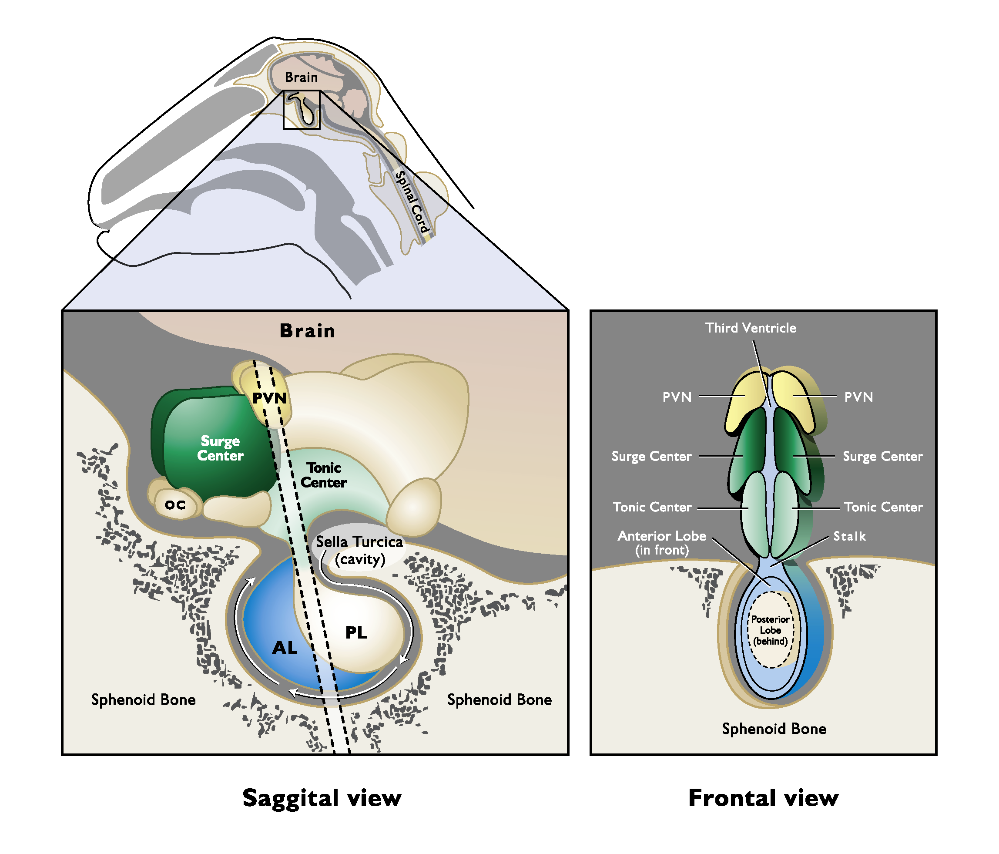 Brain
Spinal Cord
Brain
PVN
Surge
Center
Tonic
Center
OC
Sella Turcica
(cavity)
PL
AL
Sphenoid Bone
Sphenoid Bone
Saggital view
Third Ventricle
PVN
PVN
Surge Center
Surge Center
Tonic Center
Tonic Center
Anterior Lobe
(in front)
Stalk
Posterior
Lobe
(behind)
Sphenoid Bone
Frontal view